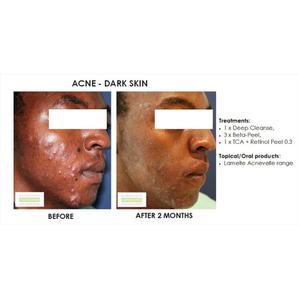 ACNE - DARK SKIN
Treatments:
1 x Deep Cleanse,
3 x Beta-Peel,
1 x TCA + Retinol Peel 0.3
Topical/Oral products:
Lamelle Acnevelle range
BEFORE
AFTER 2 MONTHS